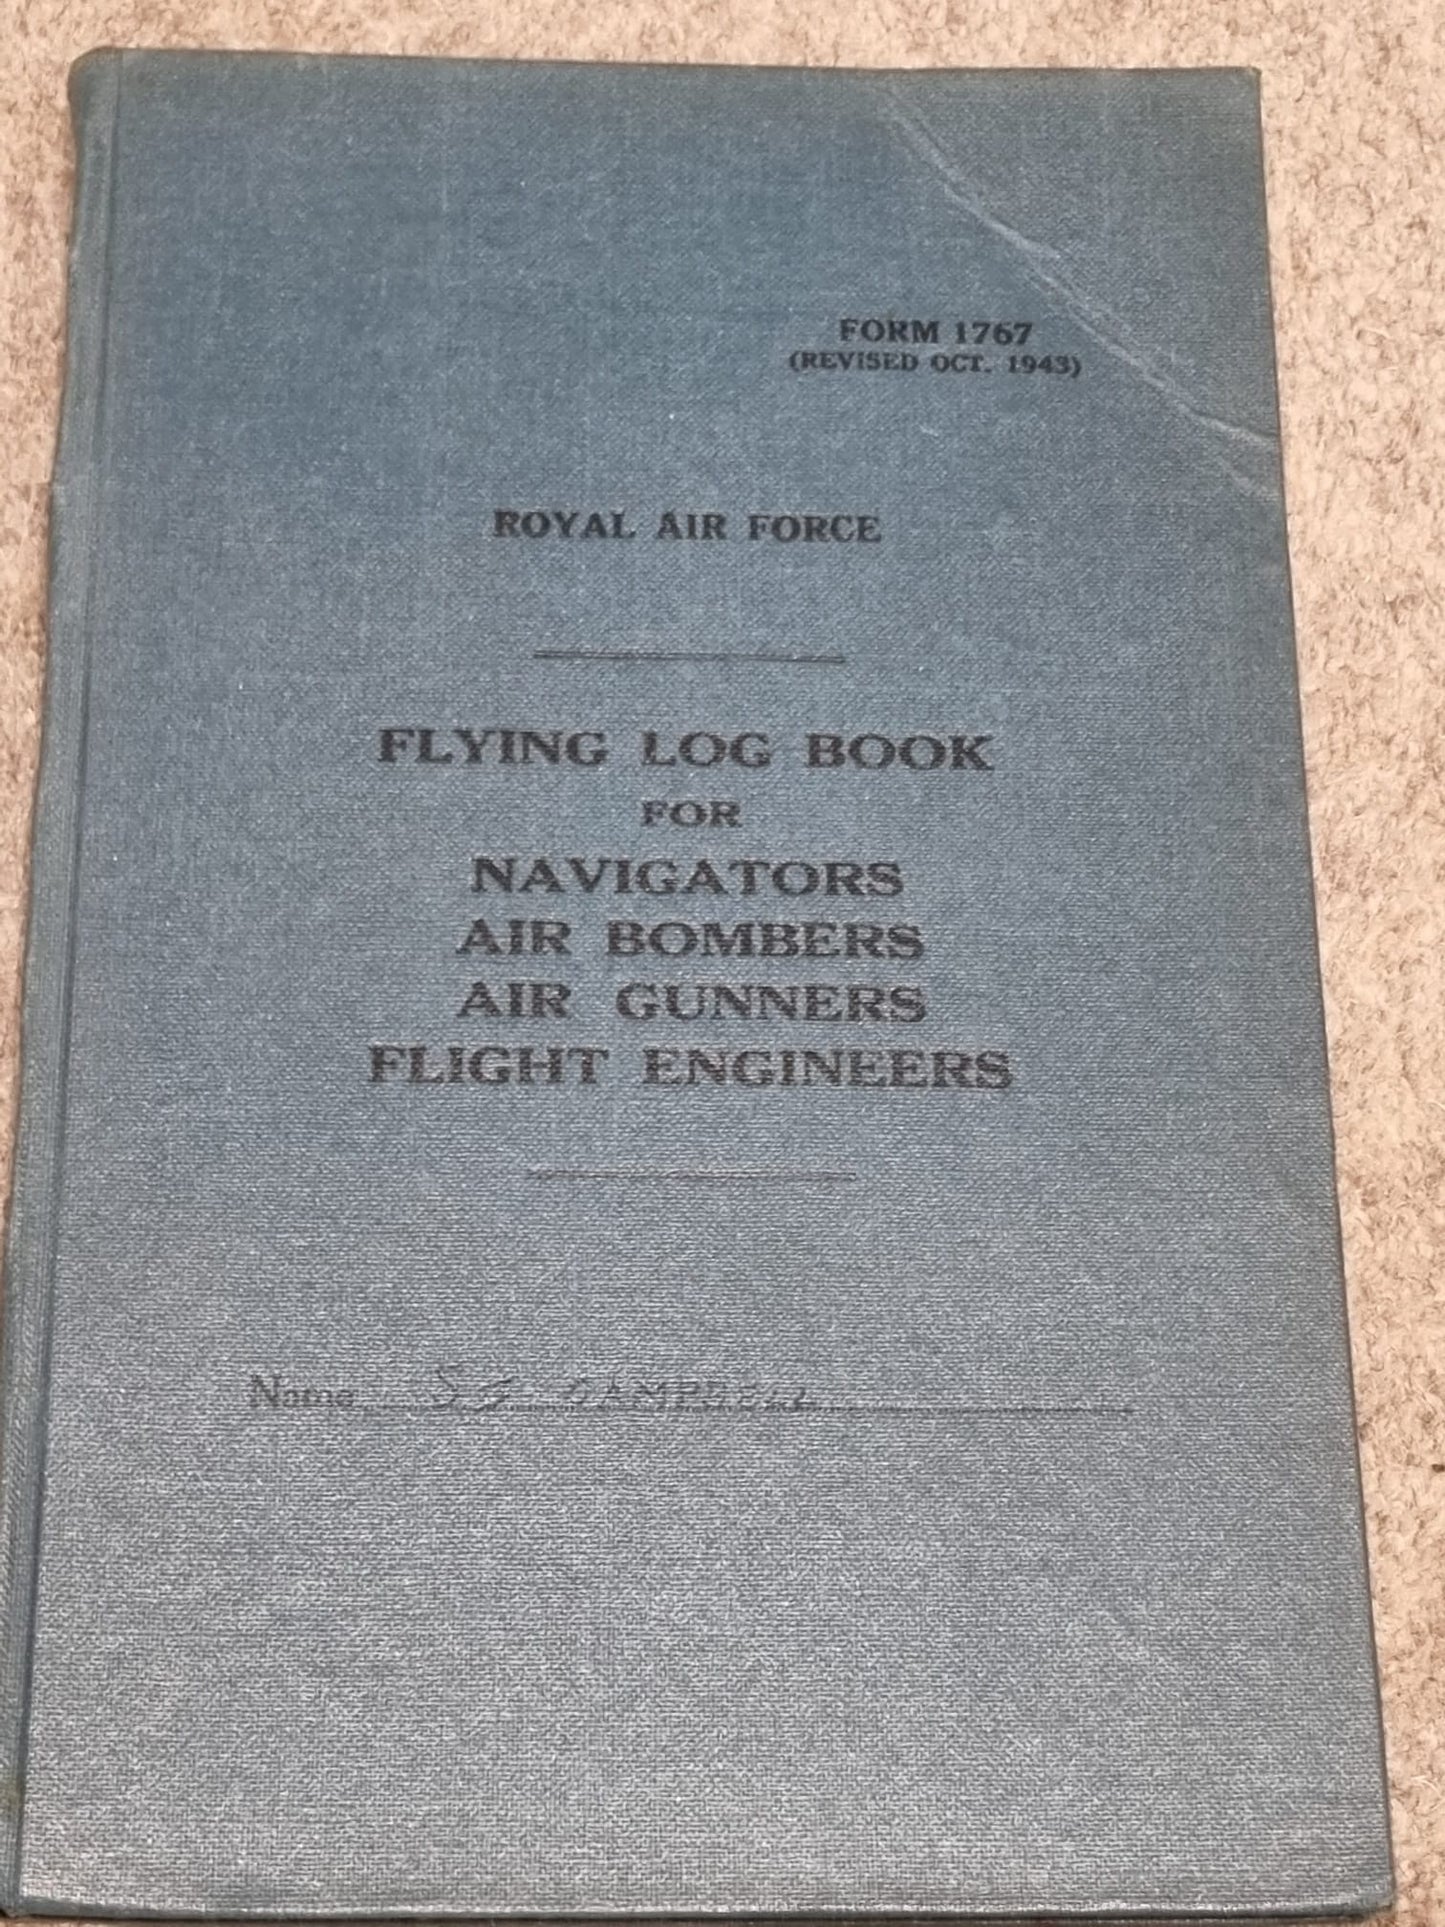 FORM 1767
(REVISED OCT. 1943)
ROYAL AIR FORCE
FLYING LOG BOOK
FOR
NAVIGATORS
AIR BOMBERS
AIR GUNNERS
FLIGHT ENGINEERS
Name CAMPBELL